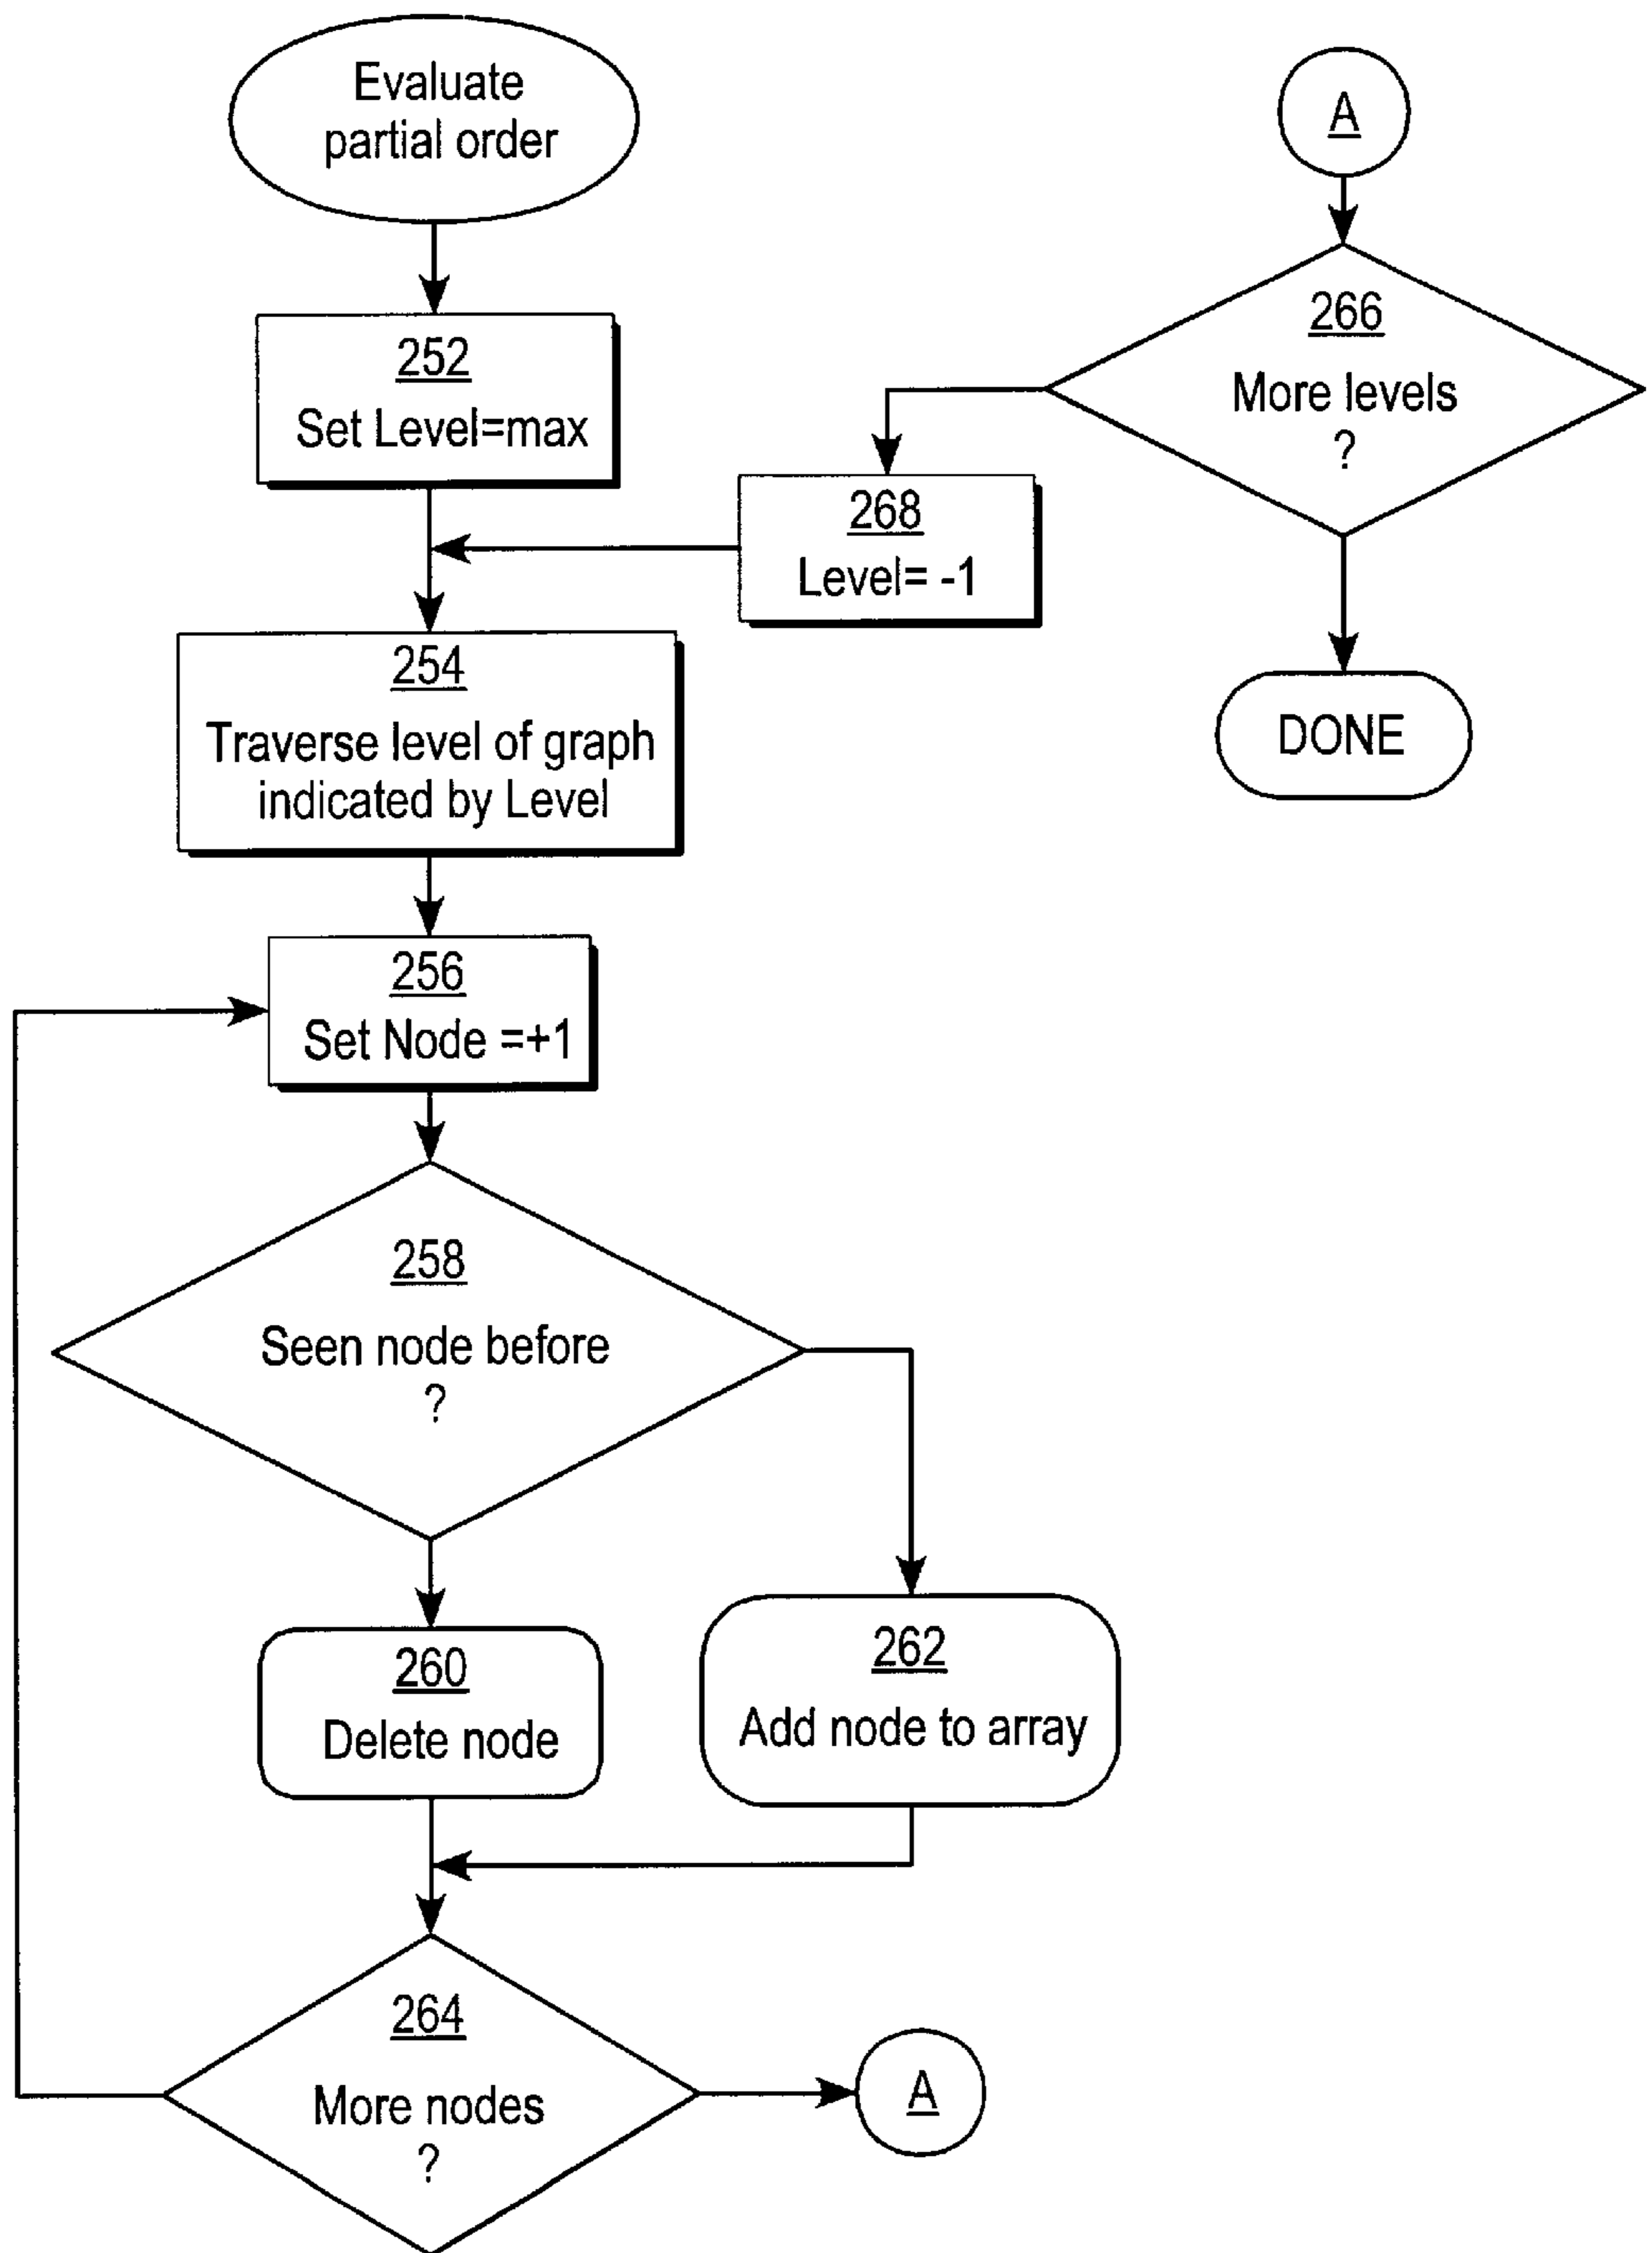 Evaluate
partial order
252
Set Level=max
254
Traverse level of graph
indicated by Level
256
Set Node =+1
258
Seen node before
?
260
Delete node
262
Add node to array
264
More nodes
?
A
A
266
More levels
?
268
Level= -1
DONE